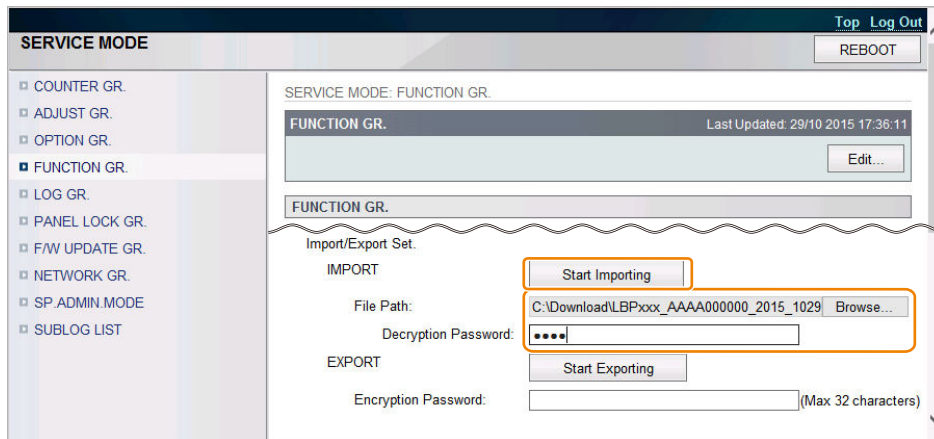 Top Log Out
SERVICE MODE
REBOOT
COUNTER GR.
ADJUST GR.
OPTION GR.
FUNCTION GR.
LOG GR.
PANEL LOCK GR.
F/W UPDATE GR.
NETWORK GR.
SP.ADMIN.MODE
SUBLOG LIST
SERVICE MODE: FUNCTION GR.
FUNCTION GR. Last Updated: 29/10 2015 17:36:11
Edit...
FUNCTION GR.
Import/Export Set.
IMPORT Start Importing
File Path: C:\Download\LBPxxx_AAAA000000_2015_1029 Browse...
Decryption Password: ●●●●
EXPORT Start Exporting
Encryption Password: (Max 32 characters)